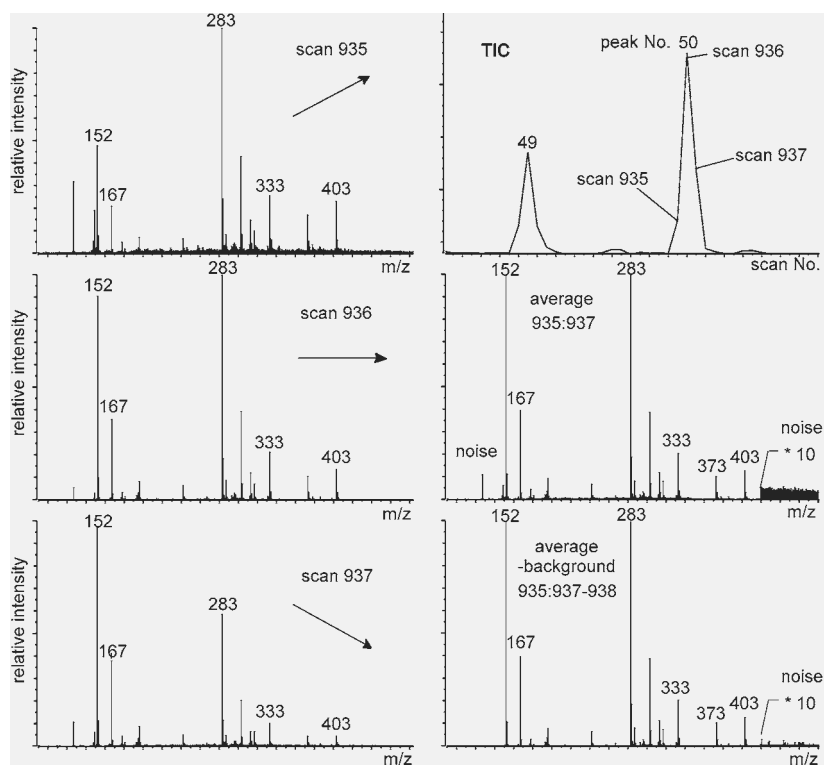 283
scan 935
152
167
333
403
relative intensity
m/z
TIC
peak No. 50
scan 936
49
scan 937
scan 935
scan No.
283
152
scan 936
167
333
403
relative intensity
m/z
152
283
average
935:937
167
noise
333
373
403
noise
* 10
m/z
152
scan 937
283
167
333
403
relative intensity
m/z
152
283
average
-background
935:937-938
167
333
373
403
noise
* 10
m/z